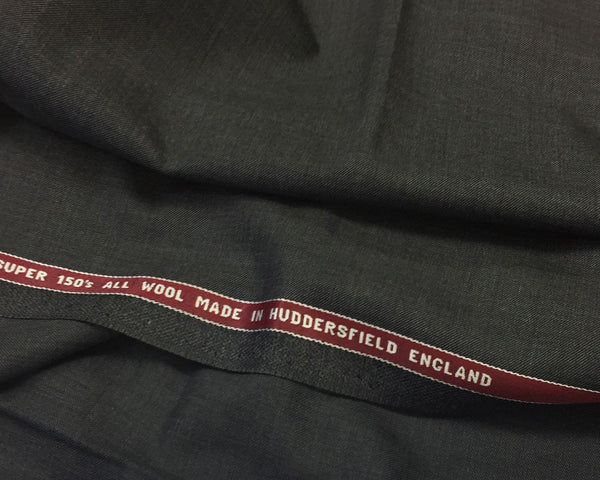 SUPER 150's ALL WOOL MADE IN HUDDERSFIELD ENGLAND